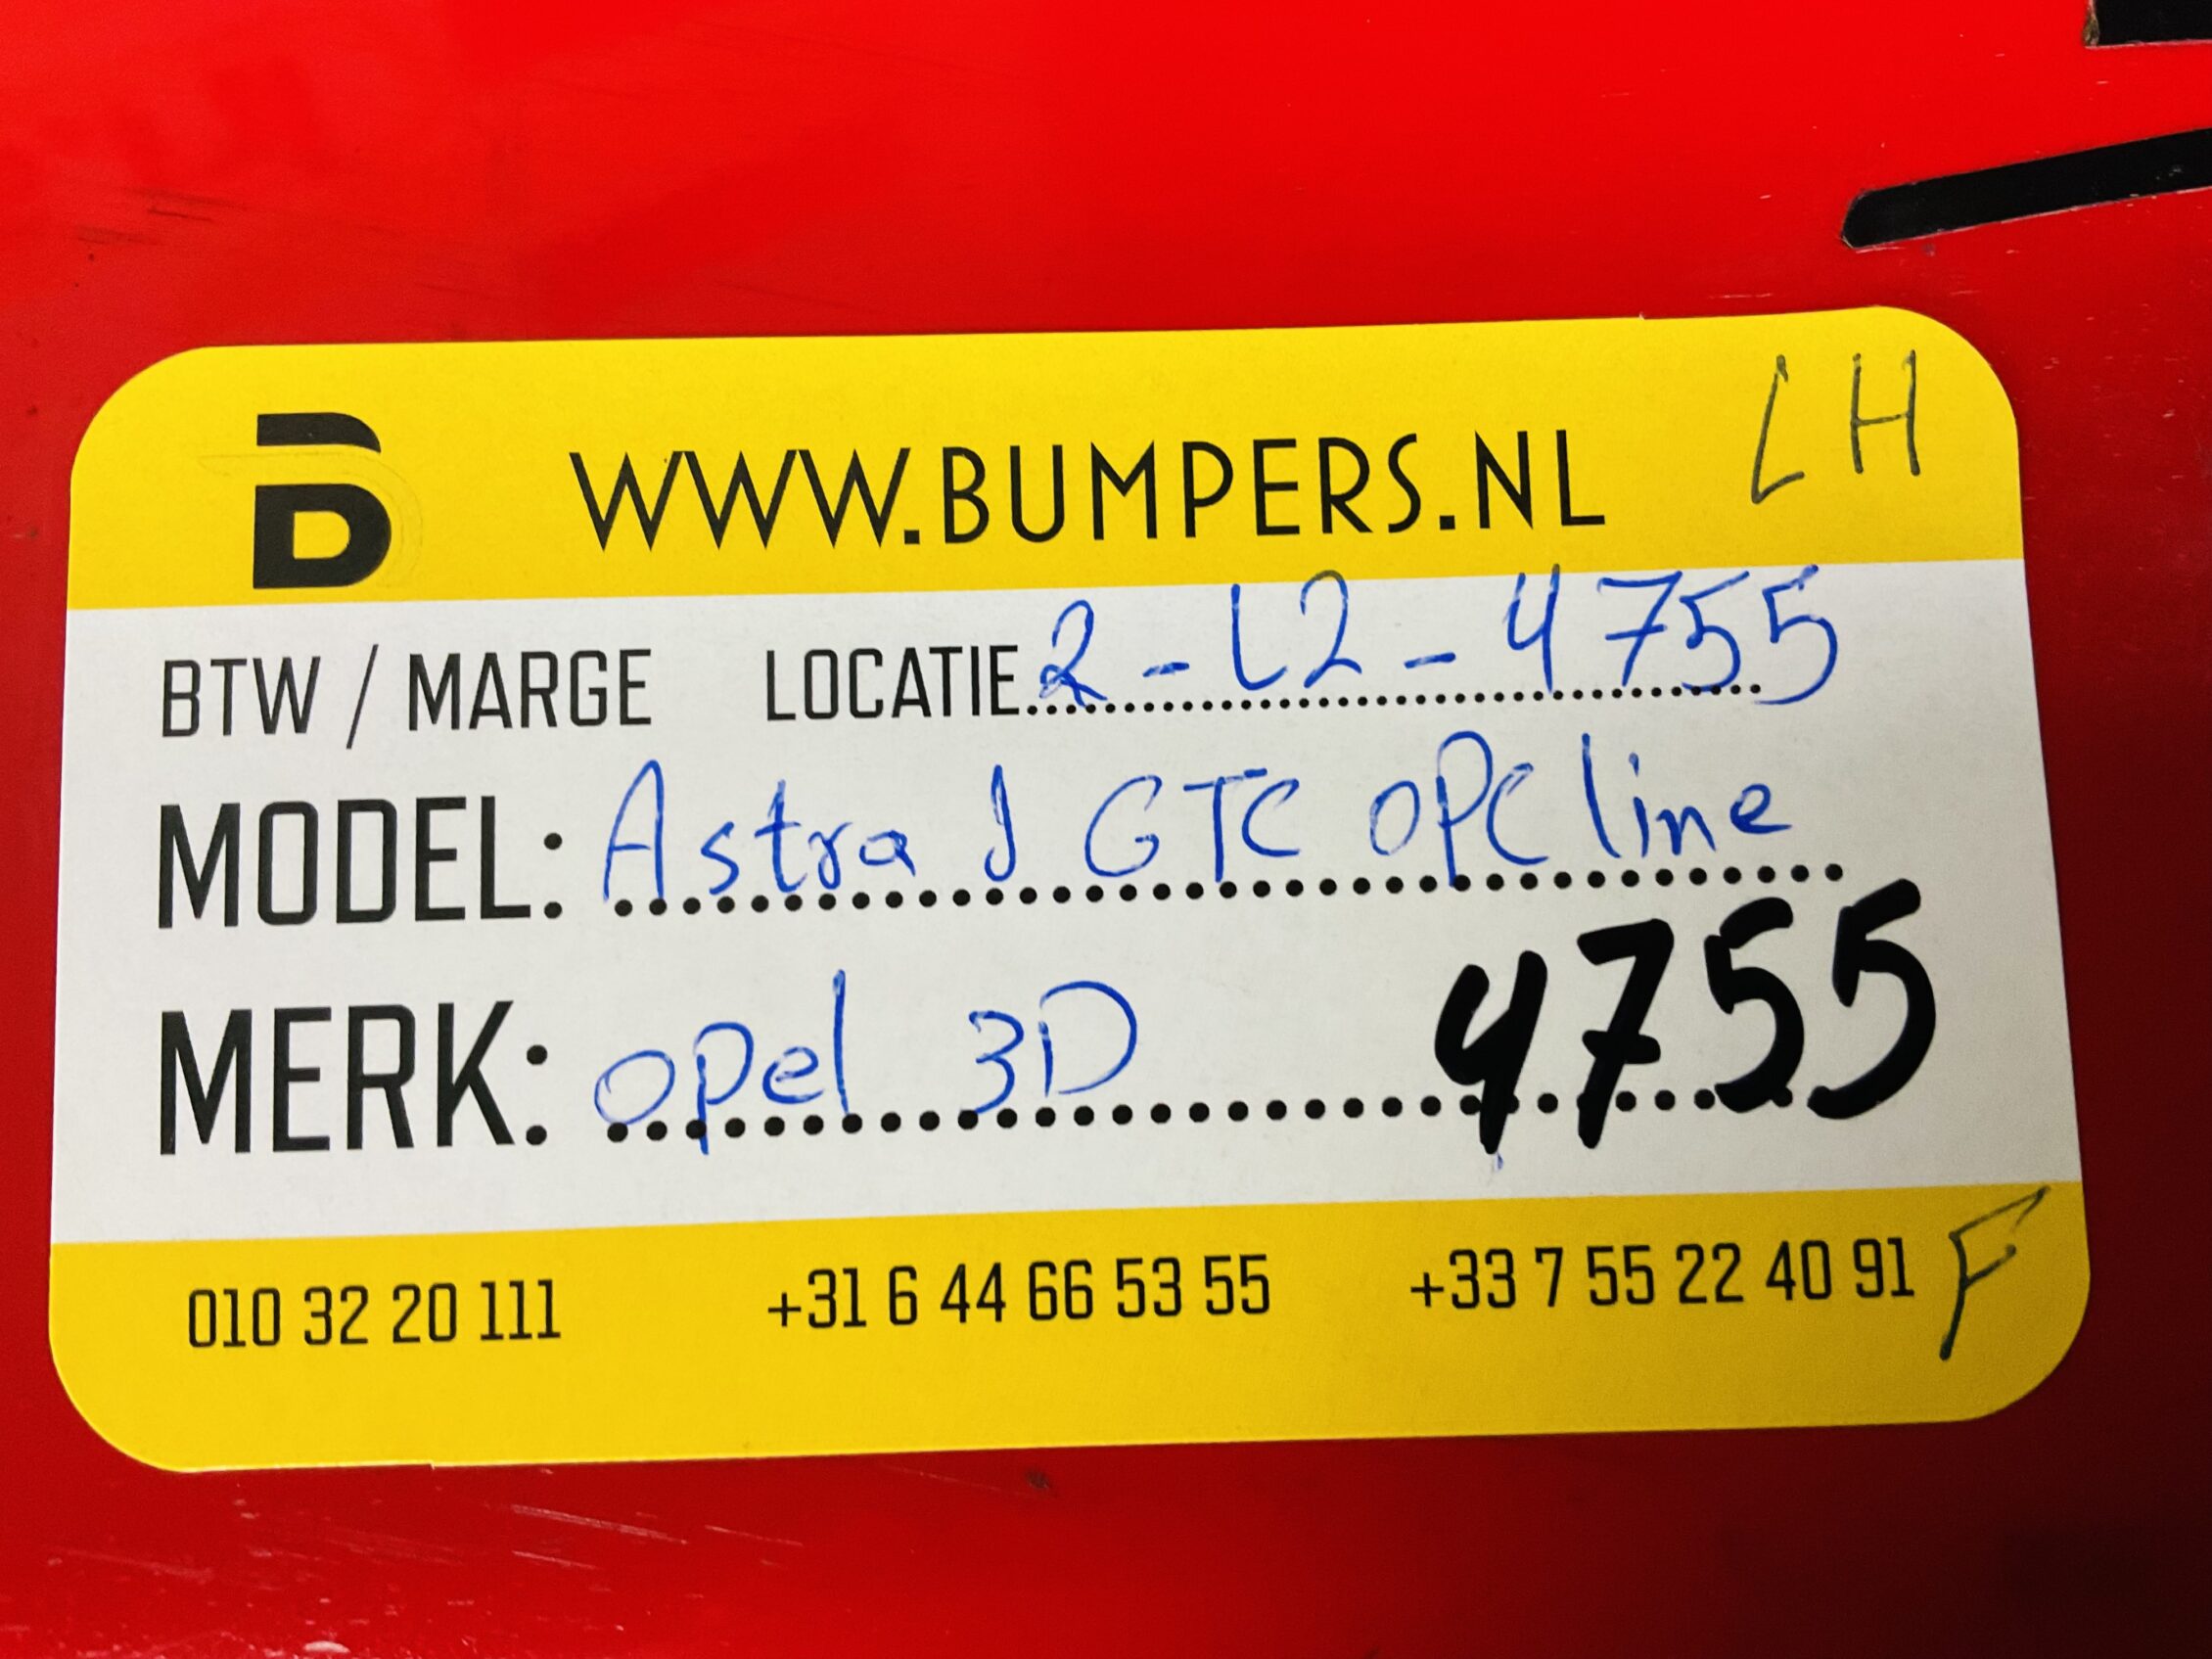 B WWW.BUMPERS.NL LH
BTW / MARGE LOCATIE 2-L2-4755
MODEL: Astra J GTC OPC line
MERK: opel 3D 4755
010 32 20 111 +31 6 44 66 53 55 +33 7 55 22 40 91 F